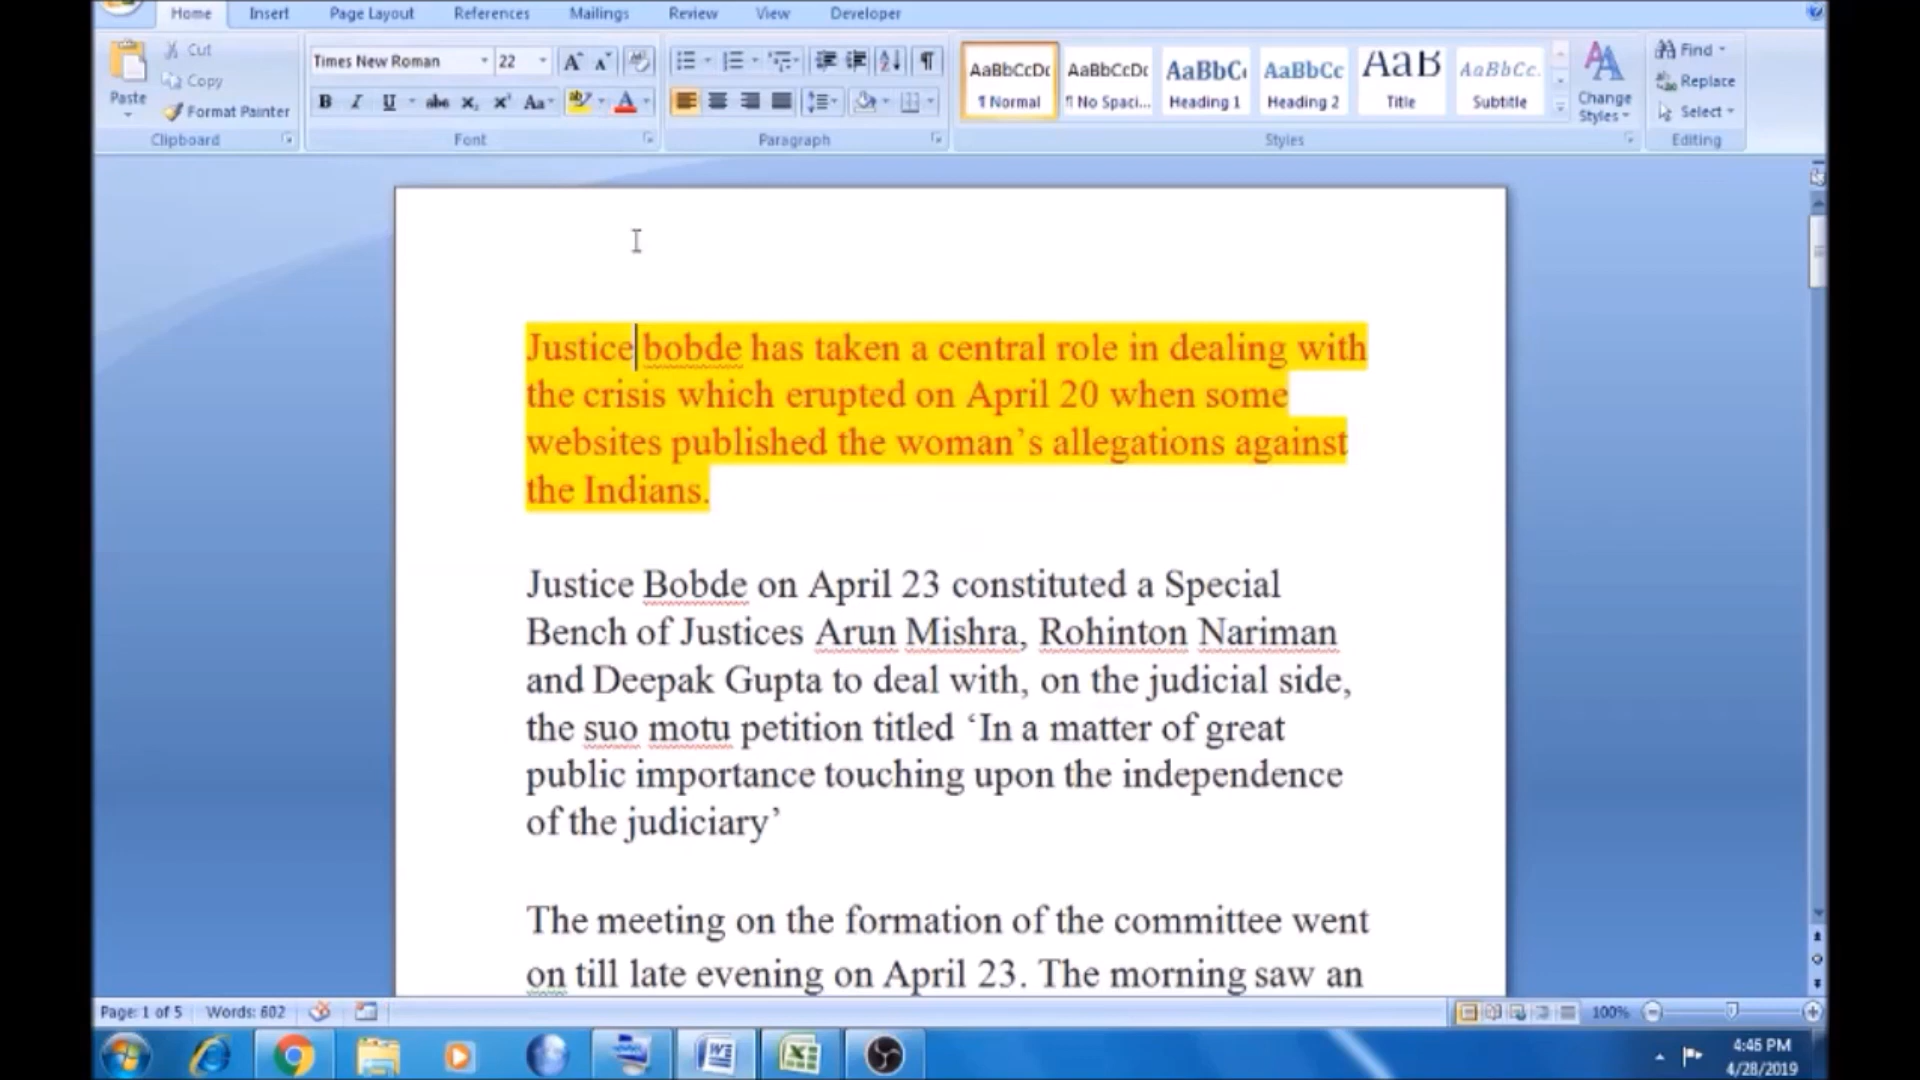 Home Insert Page Layout References Mailings Review View Developer
Paste
Cut
Copy
Format Painter
Clipboard
Times New Roman 22
Font
Paragraph
AaBbCcDc AaBbCcDc AaBbC AaBbCc AaB AaBbCc.
¶ Normal ¶ No Spaci... Heading 1 Heading 2 Title Subtitle
Styles
Change
Styles
Find
Replace
Select
Editing
Justice bobde has taken a central role in dealing with
the crisis which erupted on April 20 when some
websites published the woman’s allegations against
the Indians.
Justice Bobde on April 23 constituted a Special
Bench of Justices Arun Mishra, Rohinton Nariman
and Deepak Gupta to deal with, on the judicial side,
the suo motu petition titled ‘In a matter of great
public importance touching upon the independence
of the judiciary’
The meeting on the formation of the committee went
on till late evening on April 23. The morning saw an
Page: 1 of 5 Words: 602
100%
4:45 PM
4/28/2019